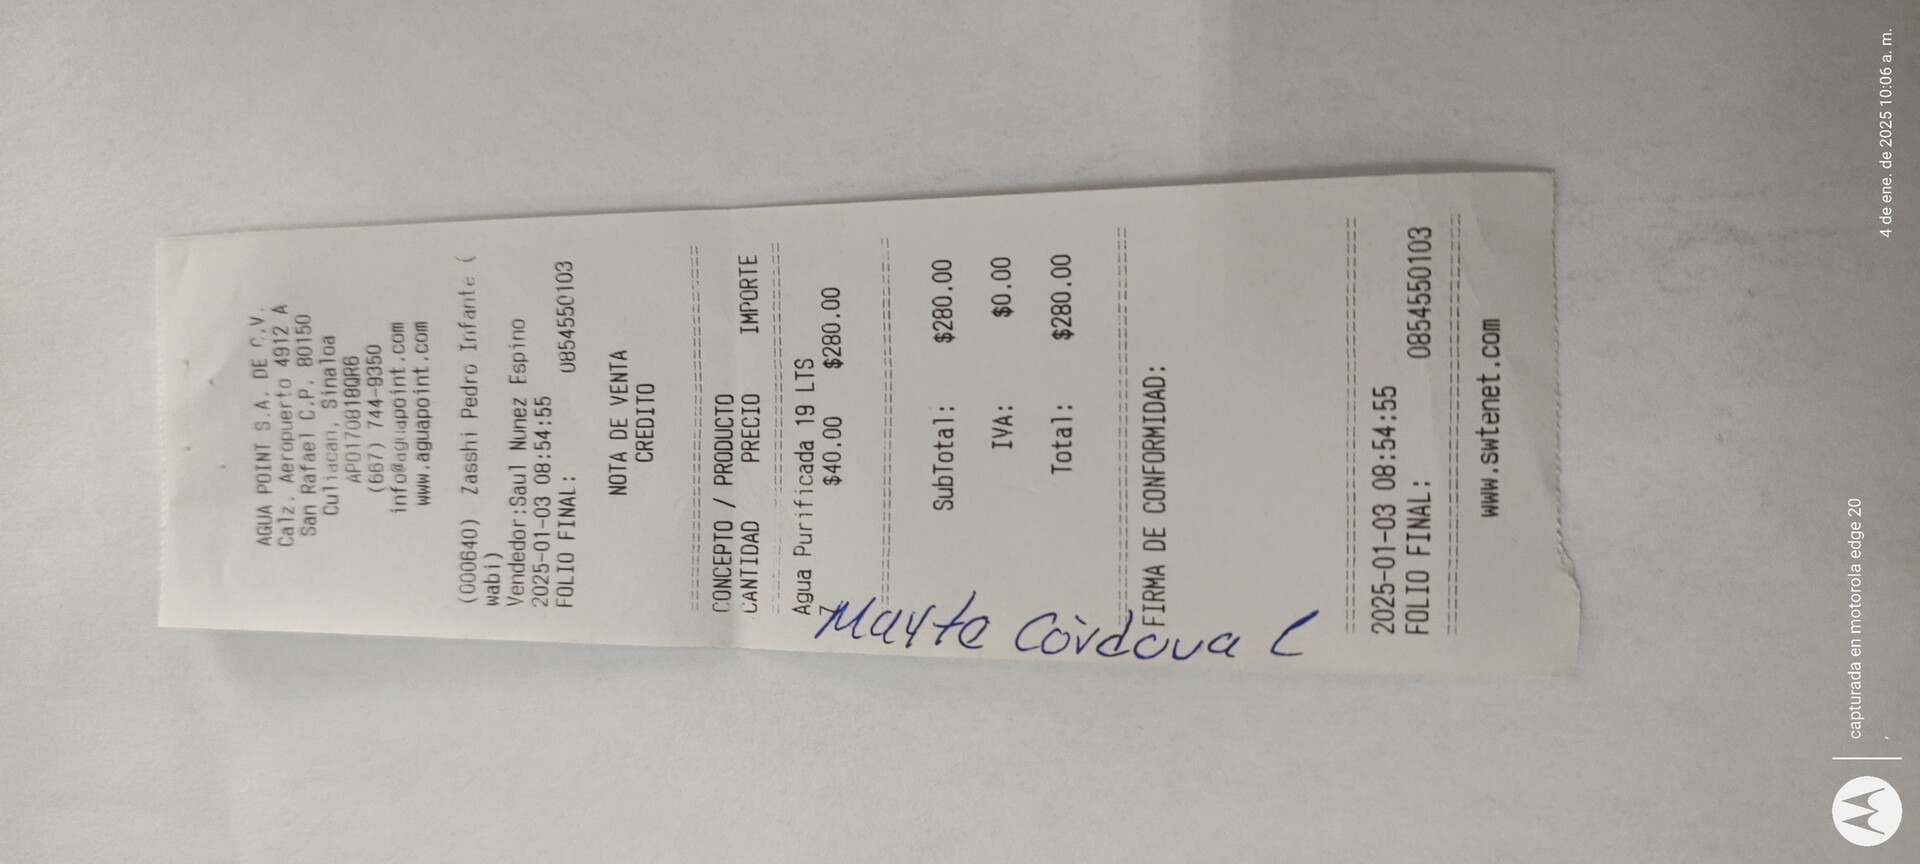 AGUA POINT S.A. DE C.V.
Calz. Aeropuerto 4912 A
San Rafael C.P. 80150
Culiacan, Sinaloa
APO170818QR6
(667) 744-9350
info@aguapoint.com
www.aguapoint.com
(000640) Zasshi Pedro Infante (
wabi)
Vendedor:Saul Nunez Espino
2025-01-03 08:54:55
FOLIO FINAL: 0854550103
NOTA DE VENTA
CREDITO
CONCEPTO / PRODUCTO
CANTIDAD PRECIO IMPORTE
Agua Purificada 19 LTS
7 $40.00 $280.00
SubTotal: $280.00
IVA: $0.00
Total: $280.00
Mayte Córdova C
FIRMA DE CONFORMIDAD:
2025-01-03 08:54:55
FOLIO FINAL: 0854550103
www.swtenet.com
capturada en motorola edge 20
,
4 de ene. de 2025 10:06 a. m.